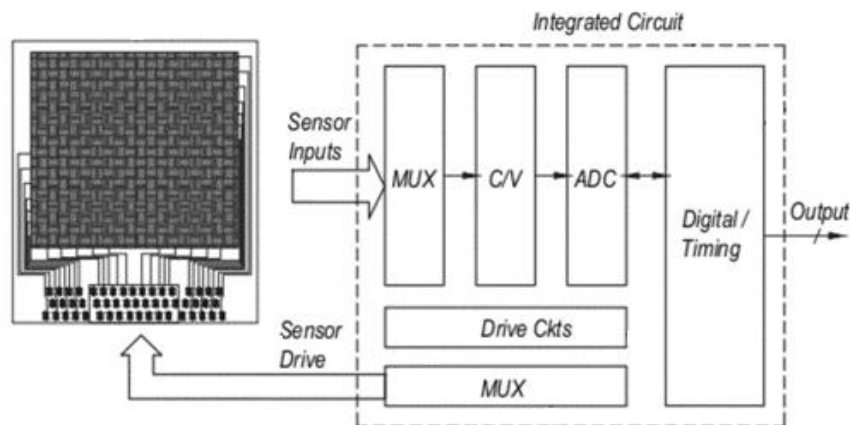 Integrated Circuit
Sensor
Inputs
MUX
C/V
ADC
Digital /
Timing
Output
Drive Ckts
Sensor
Drive
MUX